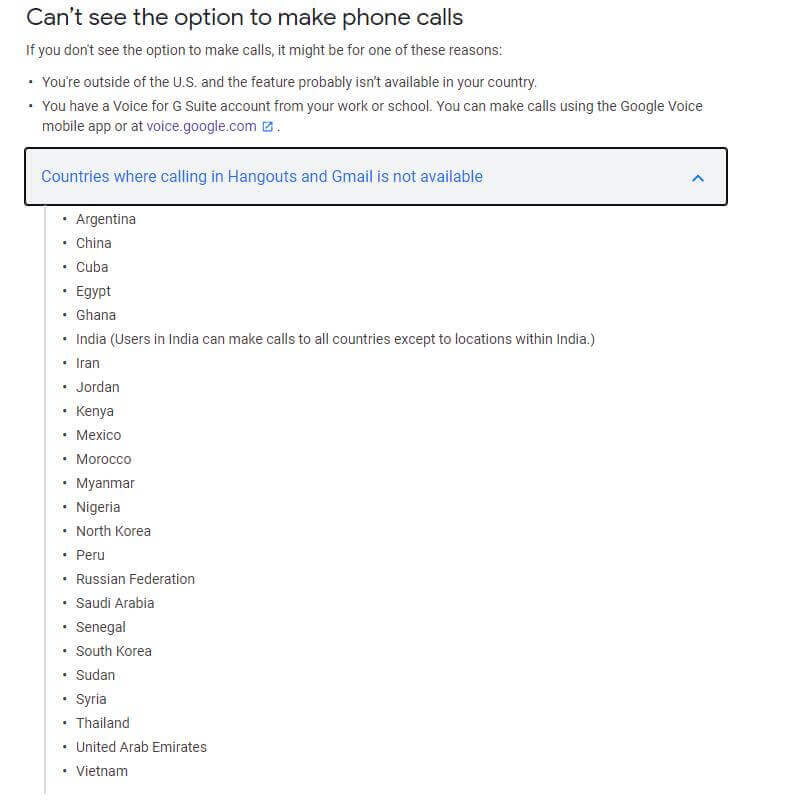 Can’t see the option to make phone calls
If you don't see the option to make calls, it might be for one of these reasons:
• You're outside of the U.S. and the feature probably isn’t available in your country.
• You have a Voice for G Suite account from your work or school. You can make calls using the Google Voice
mobile app or at voice.google.com .
Countries where calling in Hangouts and Gmail is not available
• Argentina
• China
• Cuba
• Egypt
• Ghana
• India (Users in India can make calls to all countries except to locations within India.)
• Iran
• Jordan
• Kenya
• Mexico
• Morocco
• Myanmar
• Nigeria
• North Korea
• Peru
• Russian Federation
• Saudi Arabia
• Senegal
• South Korea
• Sudan
• Syria
• Thailand
• United Arab Emirates
• Vietnam